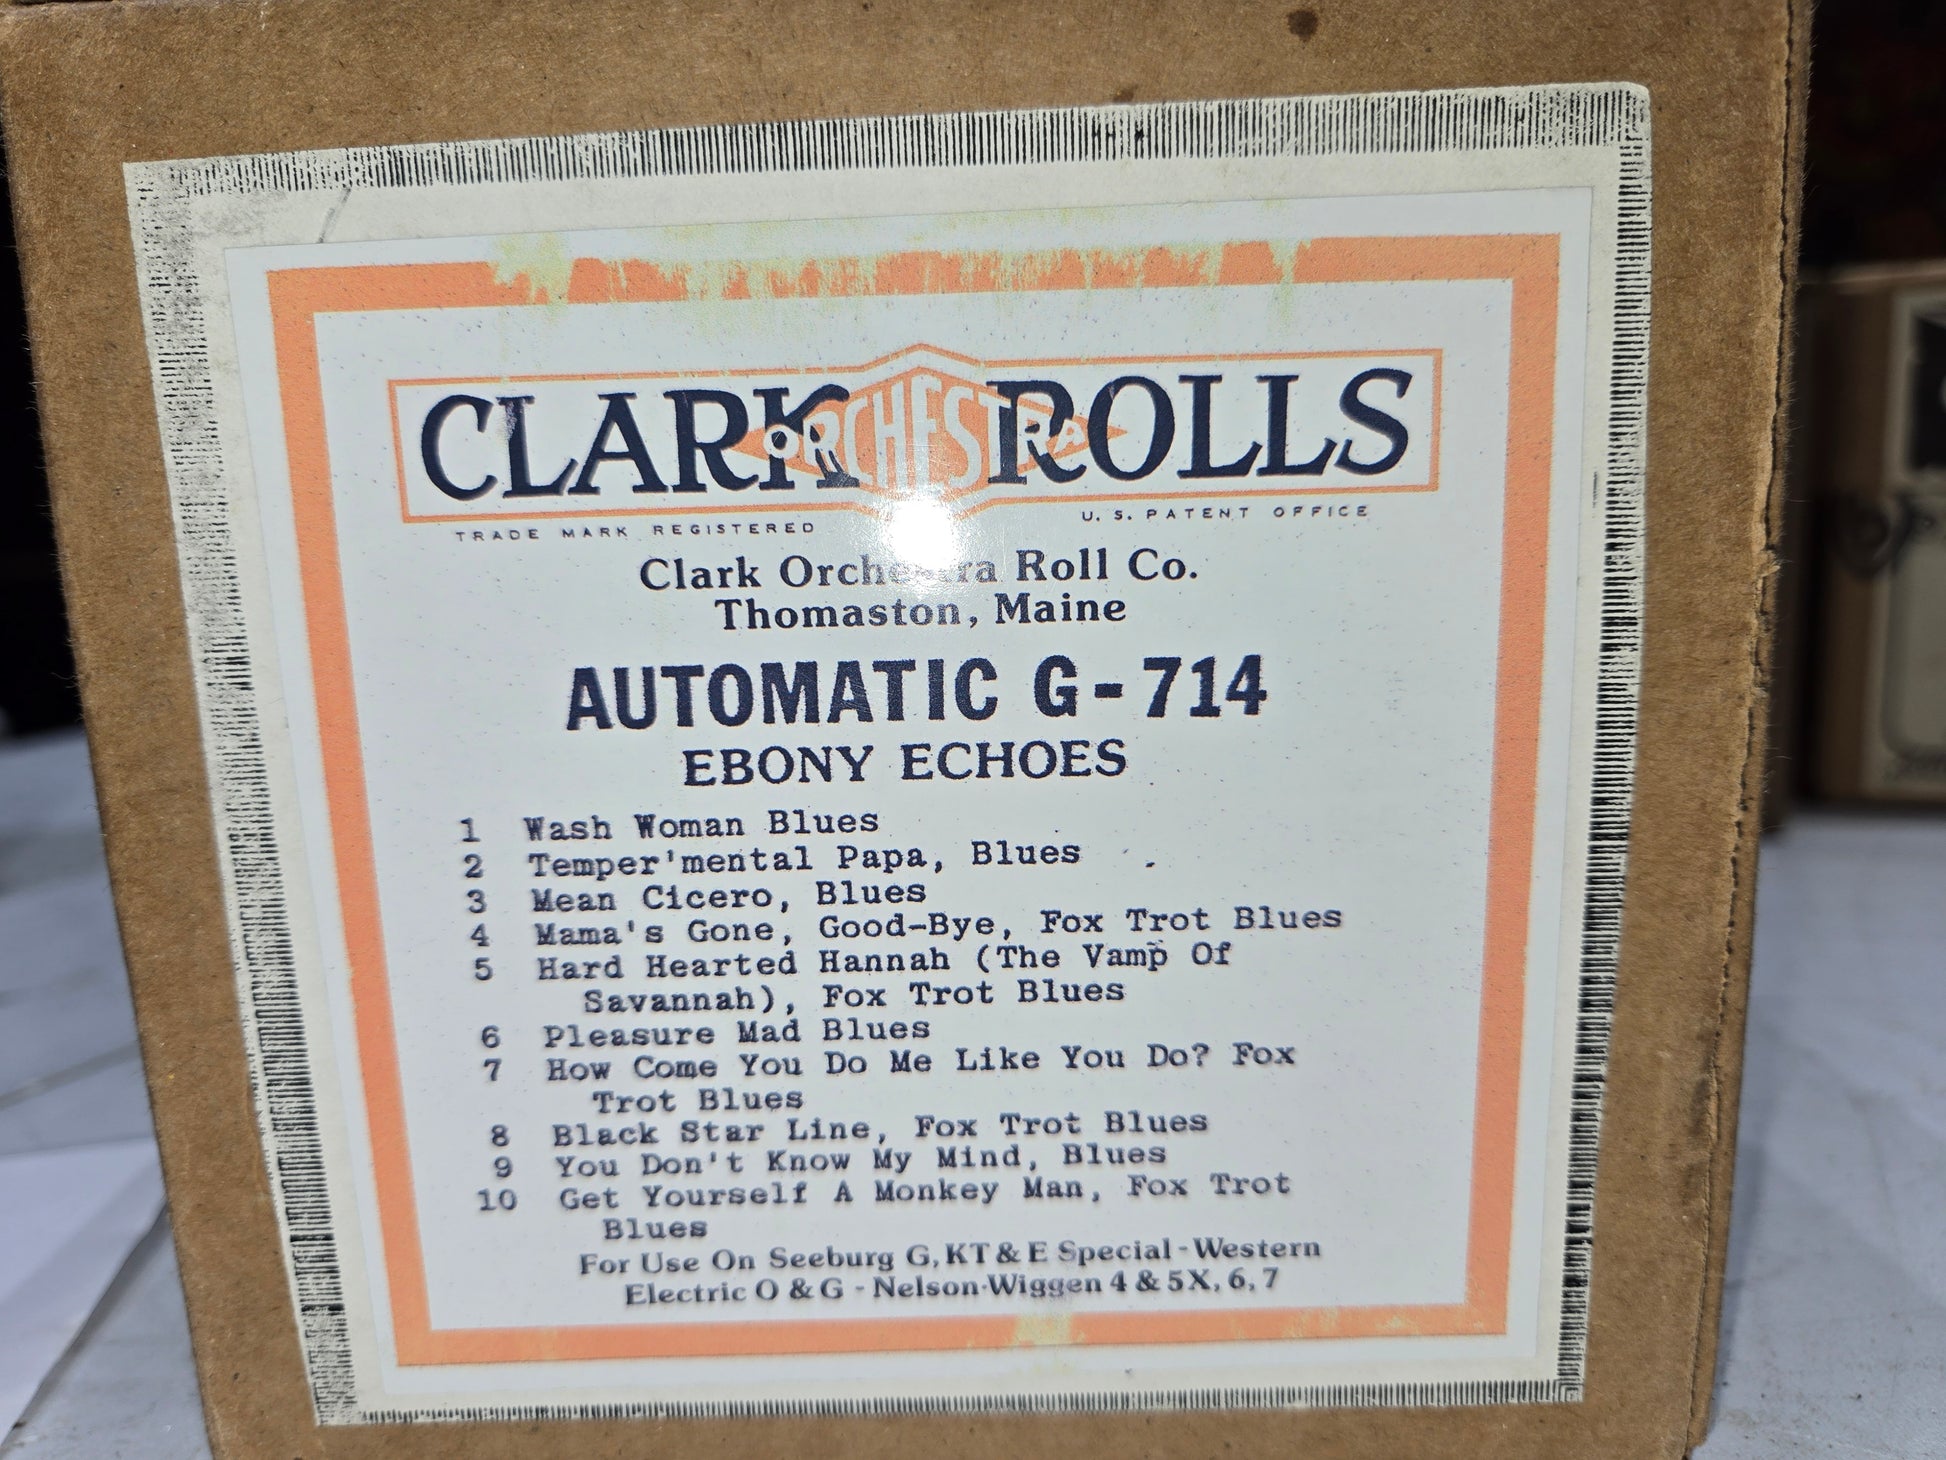 CLARK ORCHESTRA ROLLS
TRADE MARK REGISTERED U. S. PATENT OFFICE
Clark Orchestra Roll Co.
Thomaston, Maine
AUTOMATIC G-714
EBONY ECHOES
1 Wash Woman Blues
2 Temper'mental Papa, Blues
3 Mean Cicero, Blues
4 Mama's Gone, Good-Bye, Fox Trot Blues
5 Hard Hearted Hannah (The Vamp Of
Savannah), Fox Trot Blues
6 Pleasure Mad Blues
7 How Come You Do Me Like You Do? Fox
Trot Blues
8 Black Star Line, Fox Trot Blues
9 You Don't Know My Mind, Blues
10 Get Yourself A Monkey Man, Fox Trot
Blues
For Use On Seeburg G, KT & E Special - Western
Electric O & G - Nelson-Wiggen 4 & 5X, 6, 7